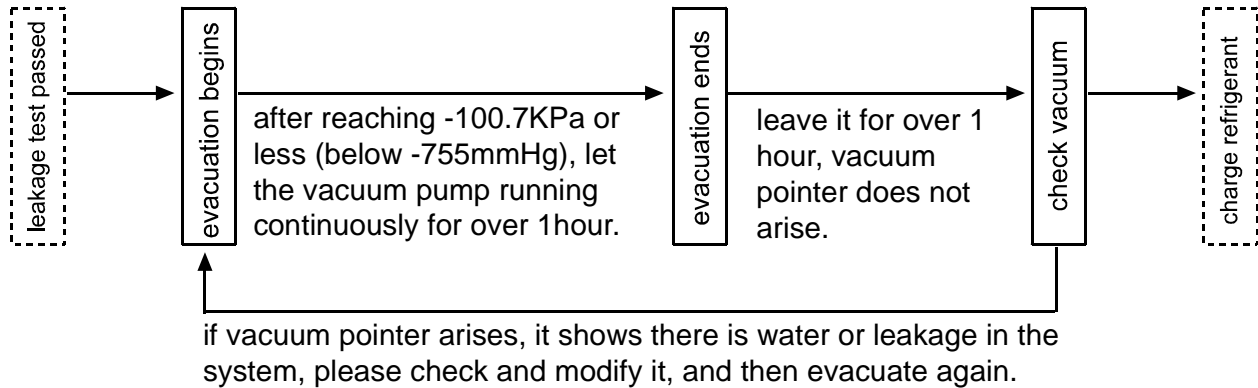 leakage test passed
evacuation begins
after reaching -100.7KPa or
less (below -755mmHg), let
the vacuum pump running
continuously for over 1hour.
evacuation ends
leave it for over 1
hour, vacuum
pointer does not
arise.
check vacuum
charge refrigerant
if vacuum pointer arises, it shows there is water or leakage in the
system, please check and modify it, and then evacuate again.